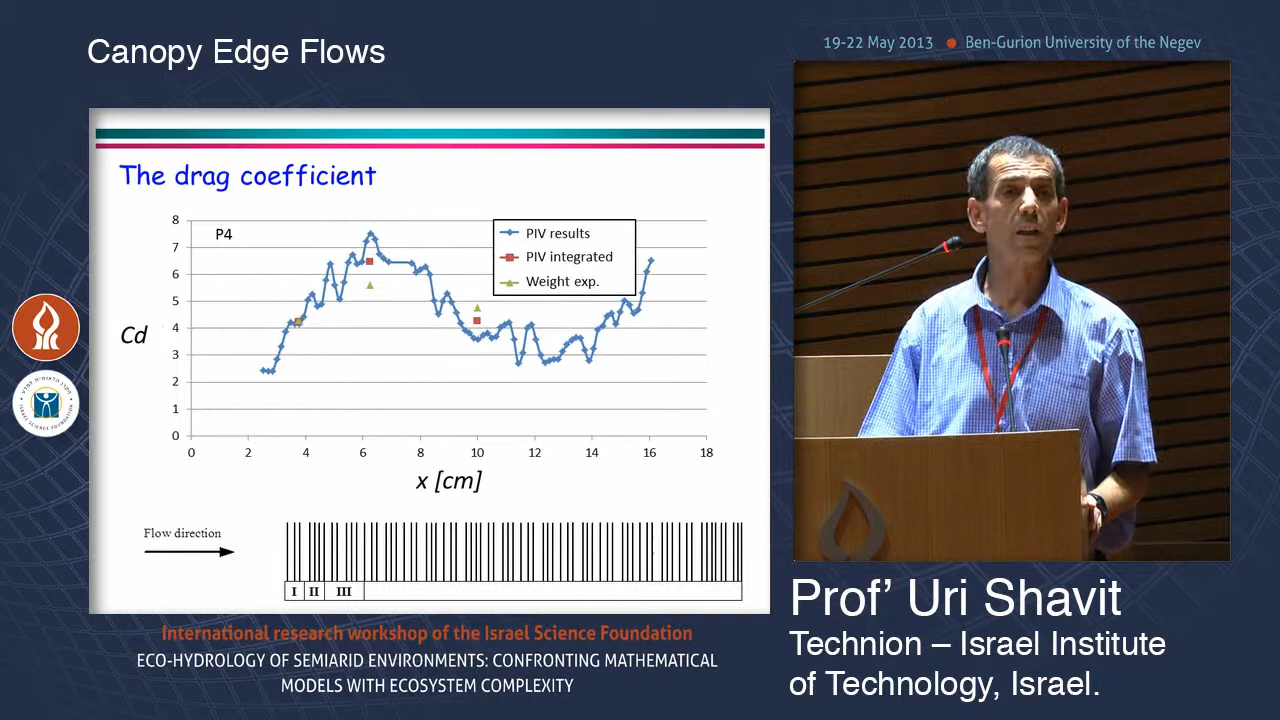 Canopy Edge Flows
19-22 May 2013 ● Ben-Gurion University of the Negev
The drag coefficient
P4
PIV results
PIV integrated
Weight exp.
8
7
6
5
4
3
2
1
0
Cd
0 2 4 6 8 10 12 14 16 18
x [cm]
Flow direction
I II III
International research workshop of the Israel Science Foundation
ECO-HYDROLOGY OF SEMIARID ENVIRONMENTS: CONFRONTING MATHEMATICAL
MODELS WITH ECOSYSTEM COMPLEXITY
Prof’ Uri Shavit
Technion – Israel Institute
of Technology, Israel.